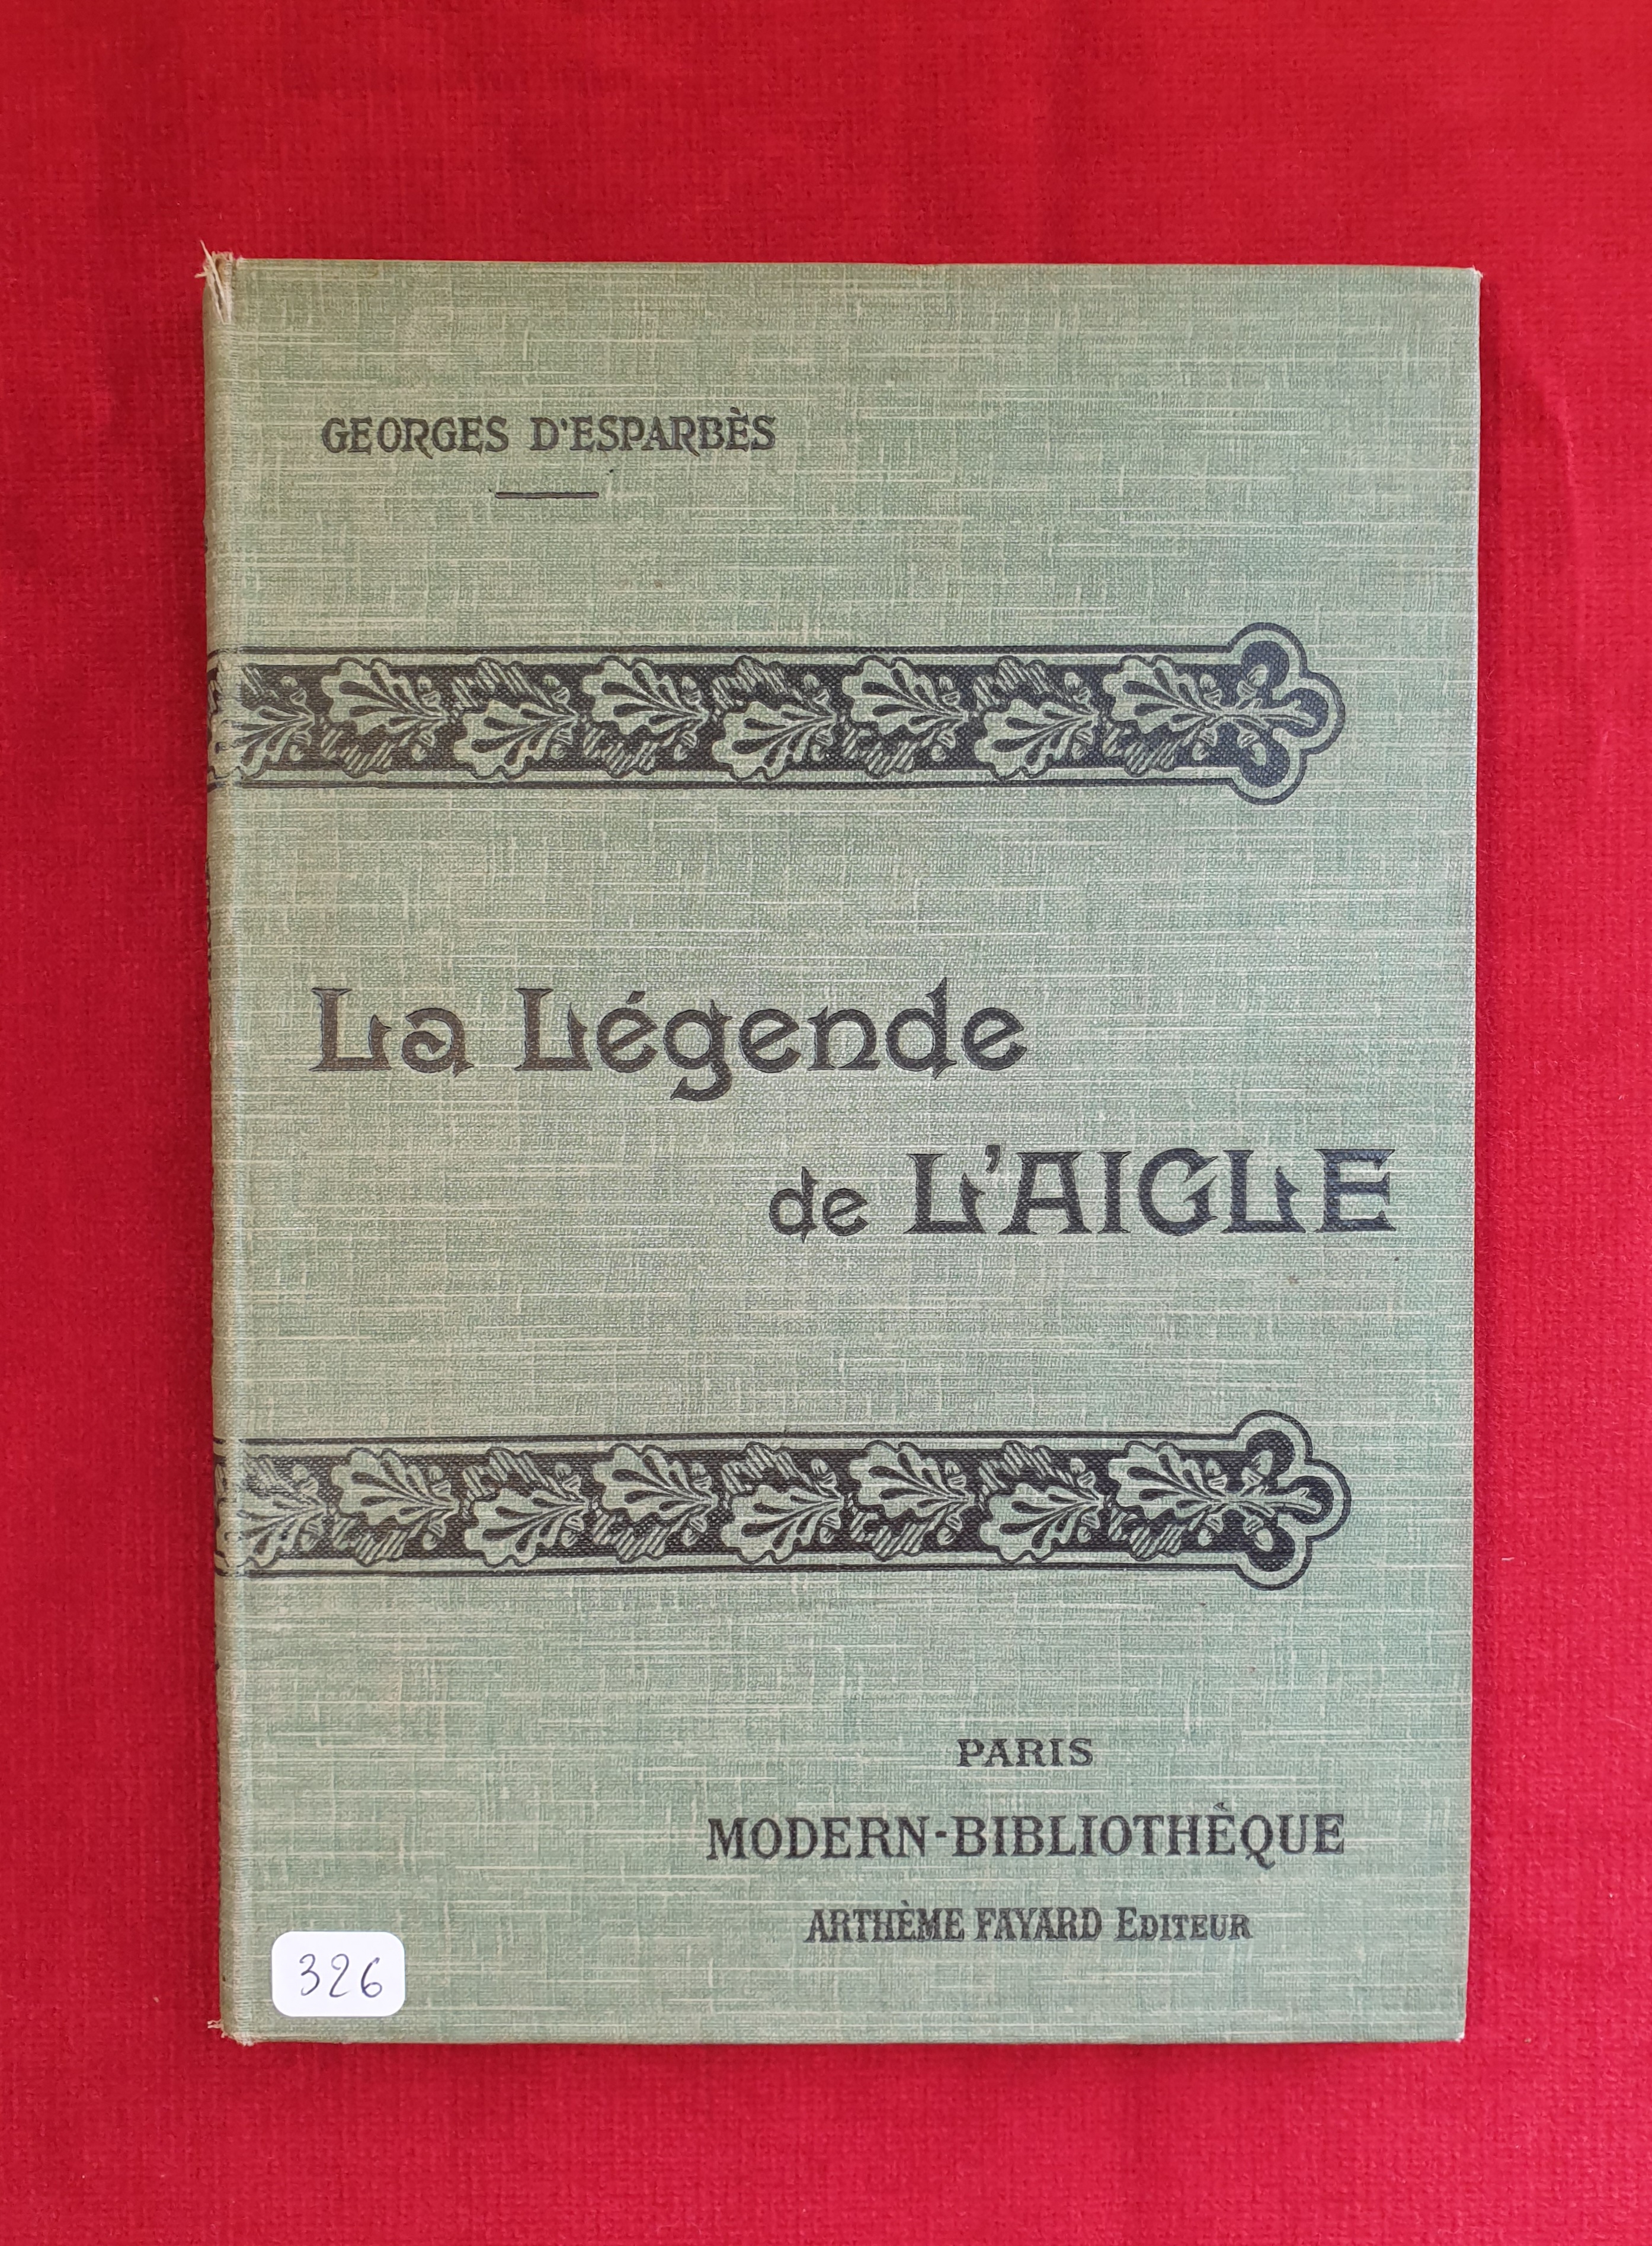 GEORGES D'ESPARBÈS
La Légende
de L'AIGLE
PARIS
MODERN-BIBLIOTHÈQUE
ARTHÈME FAYARD EDITEUR
326